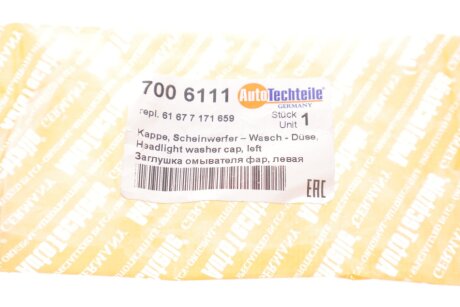 700 6111 AutoTechteile
GERMANY
repl. 61 67 7 171 659 Stück 1
Unit
Kappe, Scheinwerfer – Wasch - Düse,
Headlight washer cap, left
Заглушка омывателя фар, левая
EAC